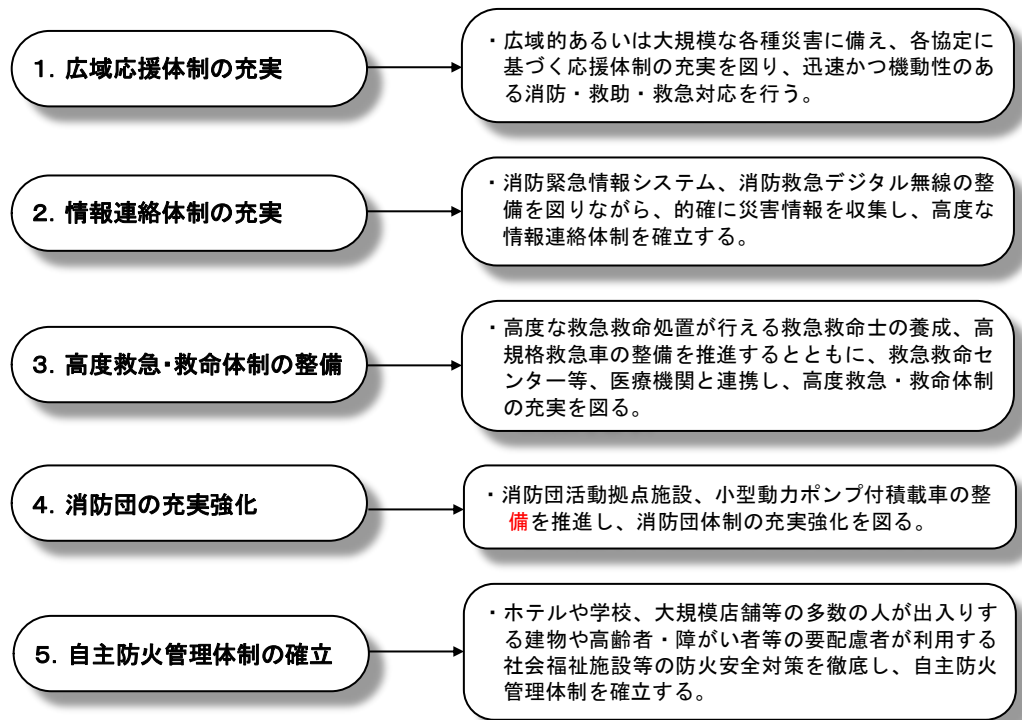 1. 広域応援体制の充実
・広域的あるいは大規模な各種災害に備え、各協定に
基づく応援体制の充実を図り、迅速かつ機動性のあ
る消防・救助・救急対応を行う。
2. 情報連絡体制の充実
・消防緊急情報システム、消防救急デジタル無線の整
備を図りながら、的確に災害情報を収集し、高度な
情報連絡体制を確立する。
3. 高度救急・救命体制の整備
・高度な救急救命処置が行える救急救命士の養成、高
規格救急車の整備を推進するとともに、救急救命セ
ンター等、医療機関と連携し、高度救急・救命体制
の充実を図る。
4. 消防団の充実強化
・消防団活動拠点施設、小型動力ポンプ付積載車の整
備を推進し、消防団体制の充実強化を図る。
5. 自主防火管理体制の確立
・ホテルや学校、大規模店舗等の多数の人が出入りす
る建物や高齢者・障がい者等の要配慮者が利用する
社会福祉施設等の防火安全対策を徹底し、自主防火
管理体制を確立する。